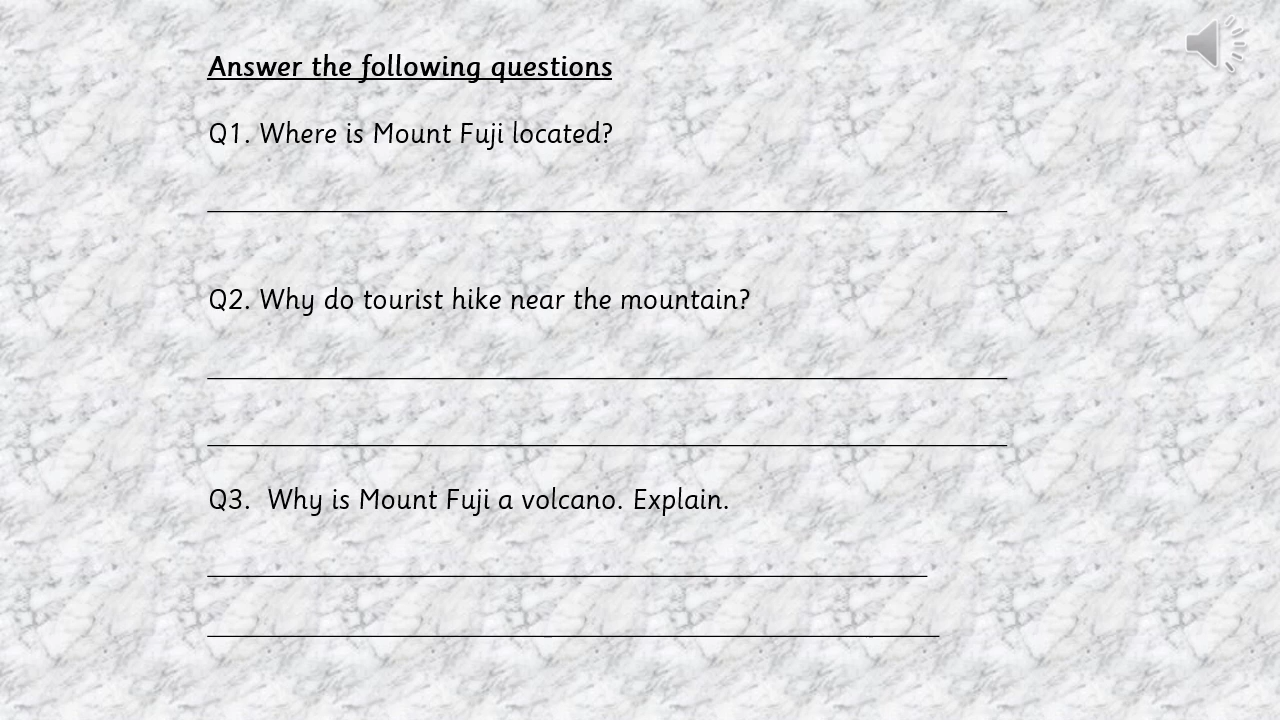 Answer the following questions
Q1. Where is Mount Fuji located?
Q2. Why do tourist hike near the mountain?
Q3.  Why is Mount Fuji a volcano. Explain.